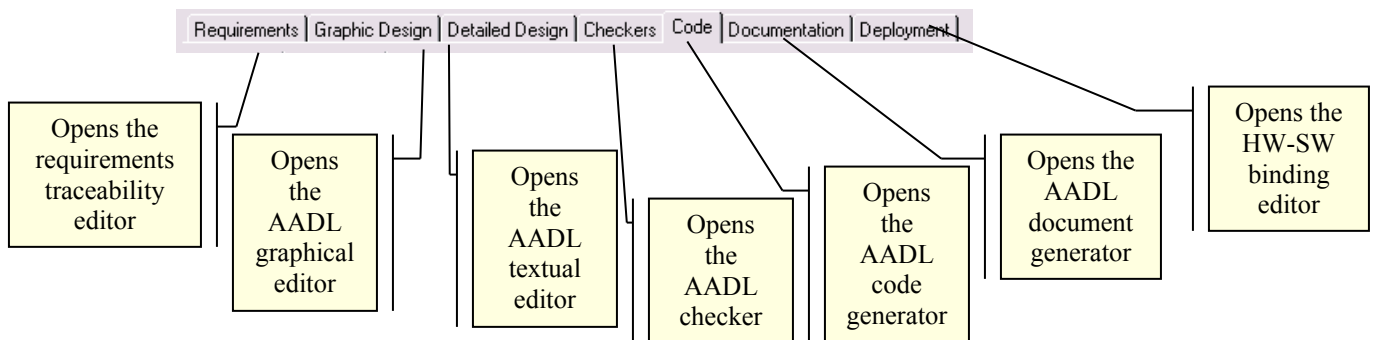 Requirements Graphic Design Detailed Design Checkers Code Documentation Deployment
Opens the
requirements
traceability
editor
Opens
the
AADL
graphical
editor
Opens
the
AADL
textual
editor
Opens
the
AADL
checker
Opens
the
AADL
code
generator
Opens the
AADL
document
generator
Opens the
HW-SW
binding
editor